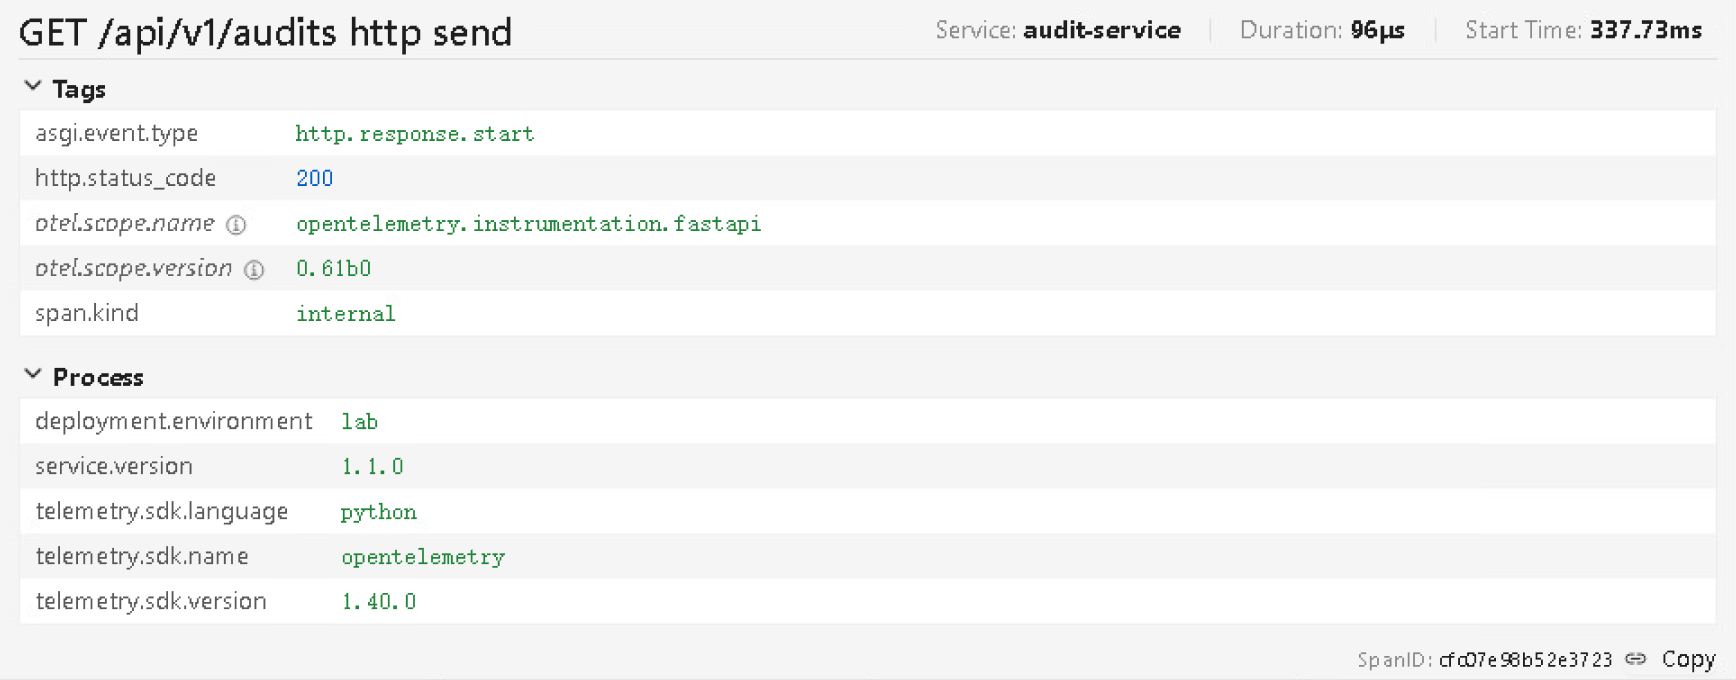 GET /api/v1/audits http send
Service: audit-service
Duration: 96μs
Start Time: 337.73ms
Tags
asgi.event.type http.response.start
http.status_code 200
otel.scope.name opentelemetry.instrumentation.fastapi
otel.scope.version 0.61b0
span.kind internal
Process
deployment.environment lab
service.version 1.1.0
telemetry.sdk.language python
telemetry.sdk.name opentelemetry
telemetry.sdk.version 1.40.0
SpanID: cfc07e98b52e3723 Copy